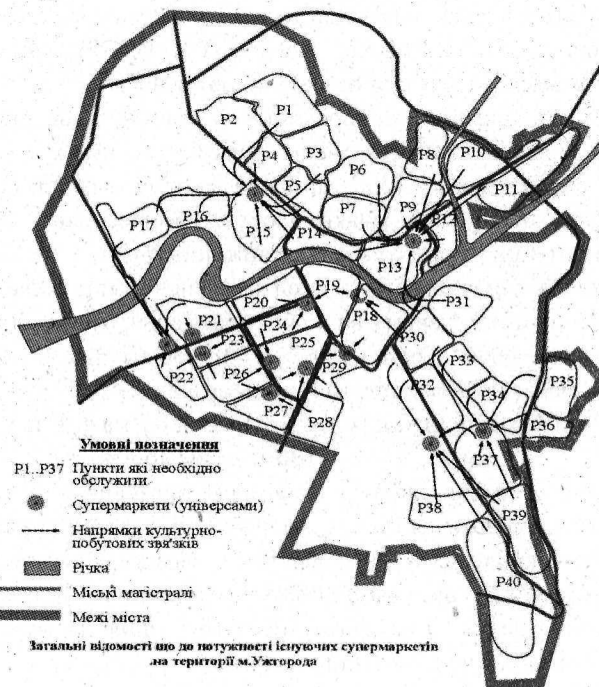 P1
P2
P3
P4
P5
P6
P7
P8
P9
P10
P11
P12
P13
P14
P15
P16
P17
P18
P19
P20
P21
P22
P23
P24
P25
P26
P27
P28
P29
P30
P31
P32
P33
P34
P35
P36
P37
P38
P39
P40
Умовні позначення
P1..P37 Пункти які необхідно
обслужити
Супермаркети (універсами)
Напрямки культурно-
побутових зв'язків
Річка
Міські магістралі
Межі міста
Загальні відомості що до потужності існуючих супермаркетів
на території м.Ужгорода